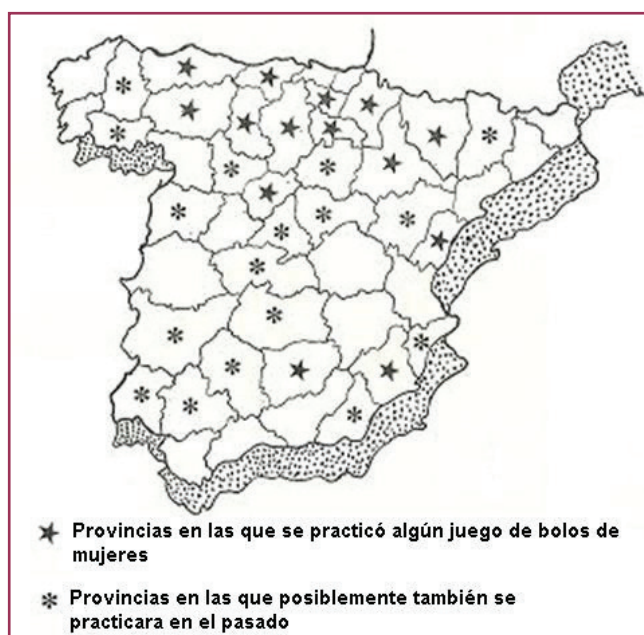 Provincias en las que se practicó algún juego de bolos de
mujeres
Provincias en las que posiblemente también se
practicara en el pasado